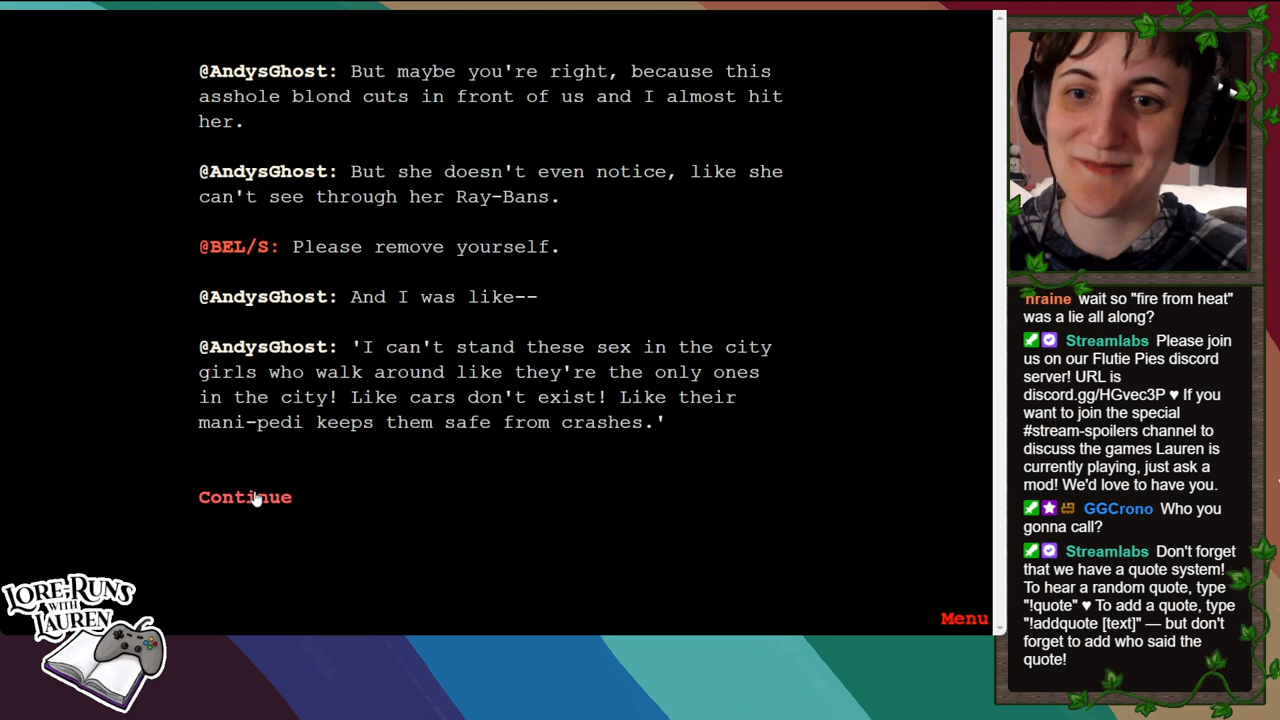 @AndysGhost: But maybe you're right, because this
asshole blond cuts in front of us and I almost hit
her.
@AndysGhost: But she doesn't even notice, like she
can't see through her Ray-Bans.
@BEL/S: Please remove yourself.
@AndysGhost: And I was like--
@AndysGhost: 'I can't stand these sex in the city
girls who walk around like they're the only ones
in the city! Like cars don't exist! Like their
mani-pedi keeps them safe from crashes.'
Continue
Menu
LORE-RUNS
WITH
LAUREN
nraine wait so "fire from heat"
was a lie all along?
Streamlabs Please join
us on our Flutie Pies discord
server! URL is
discord.gg/HGvec3P ♥ If you
want to join the special
#stream-spoilers channel to
discuss the games Lauren is
currently playing, just ask a
mod! We'd love to have you.
GGCrono Who you
gonna call?
Streamlabs Don't forget
that we have a quote system!
To hear a random quote, type
"!quote" ♥ To add a quote, type
"!addquote [text]" — but don't
forget to add who said the
quote!